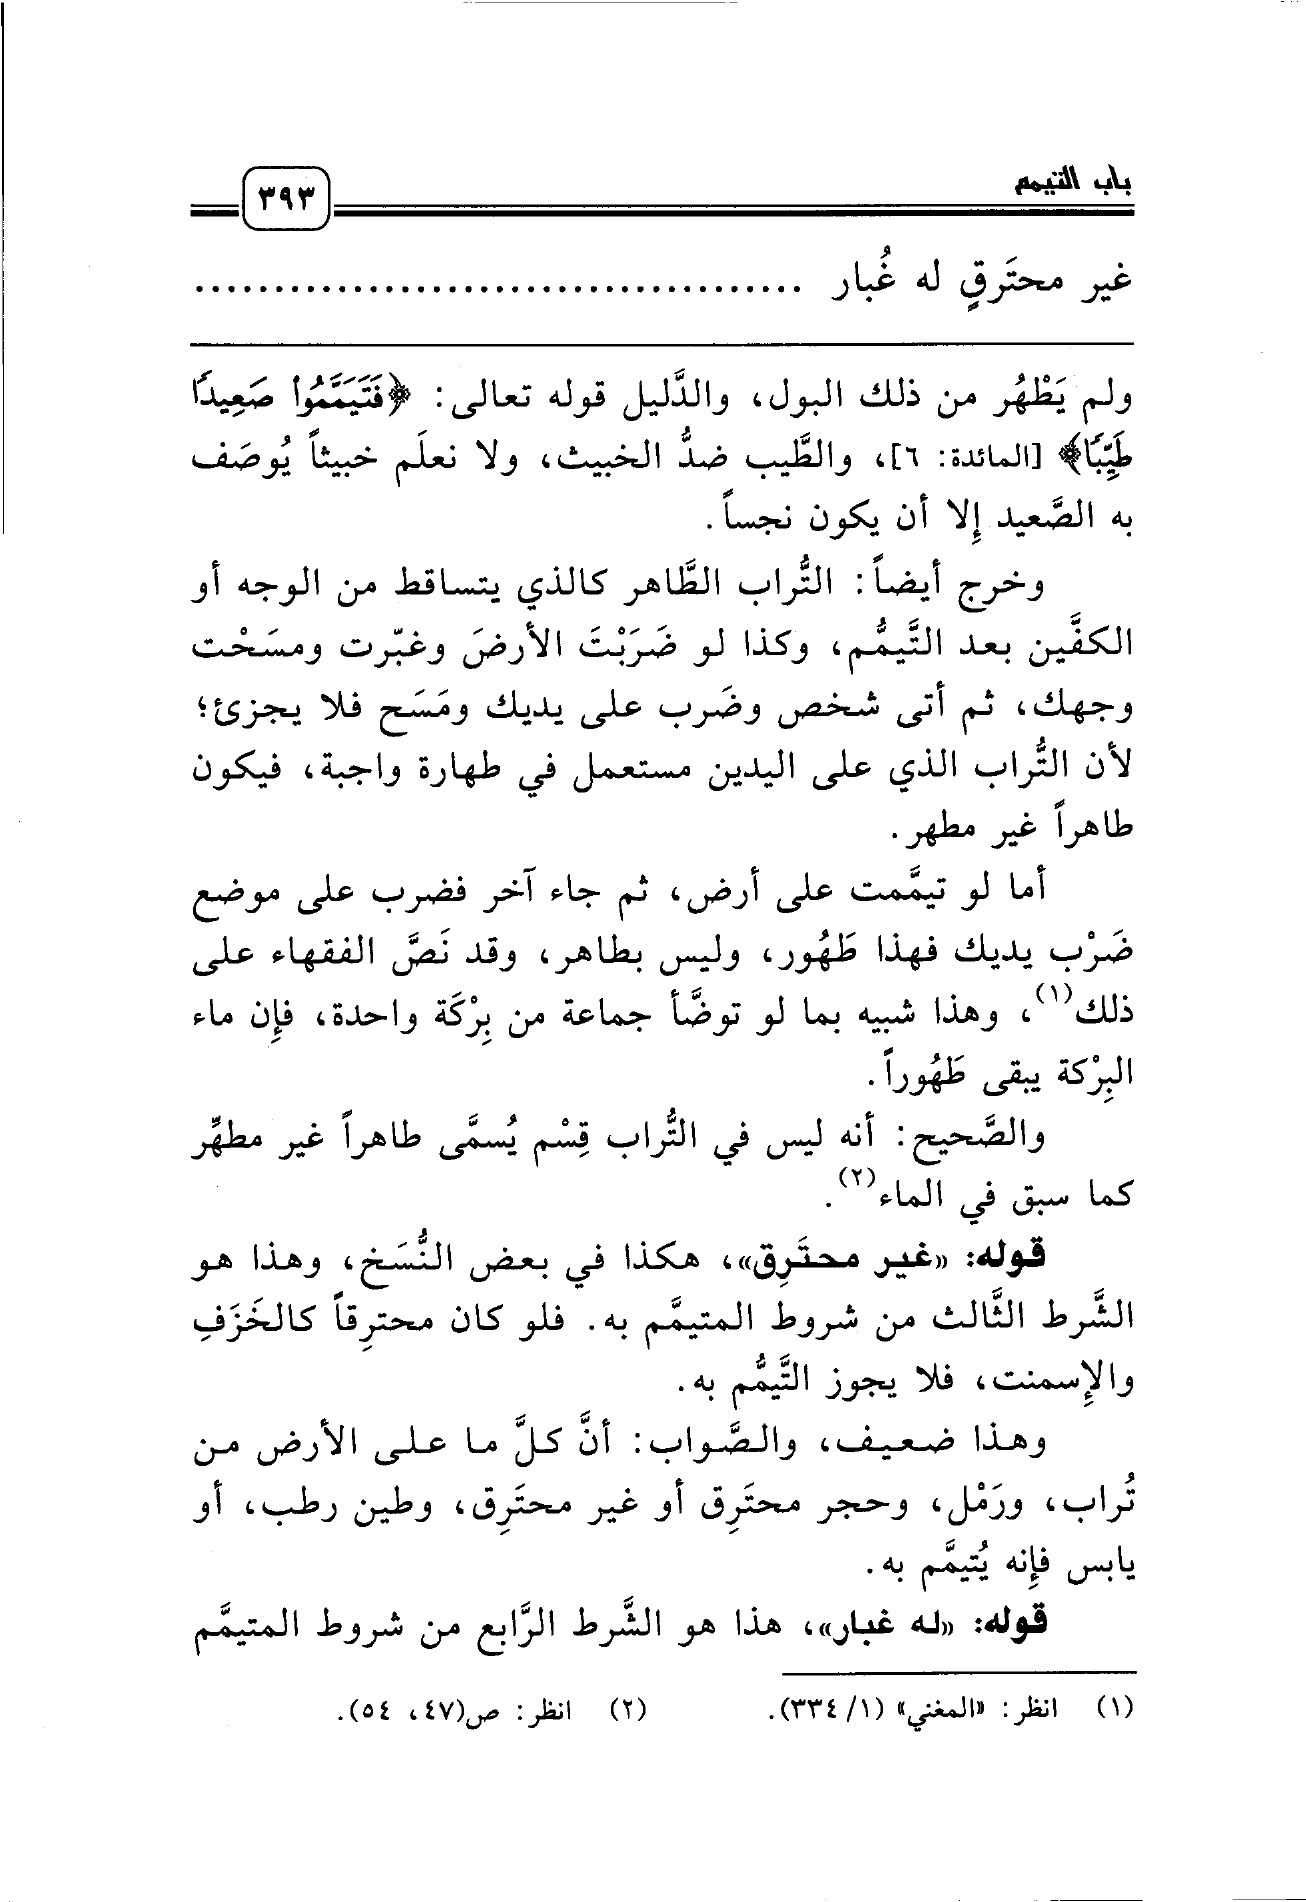 باب التيمم
٣٩٣
غير محتَرقٍ له غُبار ......................................
ولم يَطْهُر من ذلك البول، والدَّليل قوله تعالى: ﴿فَتَيَمَّمُوا صَعِيدًا
طَيِّبًا﴾ [المائدة: ٦]، والطَّيب ضدُّ الخبيث، ولا نعلَم خبيثاً يُوصَف
به الصَّعيد إلا أن يكون نجساً.
وخرج أيضاً: التُّراب الطَّاهر كالذي يتساقط من الوجه أو
الكفَّين بعد التَّيمُّم، وكذا لو ضَرَبْتَ الأرضَ وغبّرت ومسَحْت
وجهك، ثم أتى شخص وضَرب على يديك ومَسَح فلا يجزئ؛
لأن التُّراب الذي على اليدين مستعمل في طهارة واجبة، فيكون
طاهراً غير مطهر.
أما لو تيمَّمت على أرض، ثم جاء آخر فضرب على موضع
ضَرْب يديك فهذا طَهُور، وليس بطاهر، وقد نَصَّ الفقهاء على
ذلك(١)، وهذا شبيه بما لو توضَّأ جماعة من بِرْكَة واحدة، فإِن ماء
البِرْكة يبقى طَهُوراً.
والصَّحيح: أنه ليس في التُّراب قِسْم يُسمَّى طاهراً غير مطهِّر
كما سبق في الماء(٢).
قوله: «غير محتَرِق»، هكذا في بعض النُّسَخ، وهذا هو
الشَّرط الثَّالث من شروط المتيمَّم به. فلو كان محترِقاً كالخَزَفِ
والإِسمنت، فلا يجوز التَّيمُّم به.
وهذا ضعيف، والصَّواب: أنَّ كلَّ ما على الأرض من
تُراب، ورَمْل، وحجر محتَرِق أو غير محتَرِق، وطين رطب، أو
يابس فإِنه يُتيمَّم به.
قوله: «له غبار»، هذا هو الشَّرط الرَّابع من شروط المتيمَّم
(١) انظر: «المغني» (١/ ٣٣٤).
(٢) انظر: ص(٤٧، ٥٤).